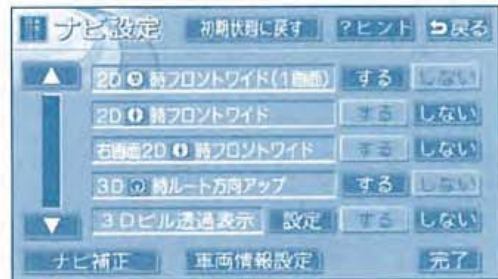 ナビ設定 初期状態に戻す ?ヒント 戻る
2D 時フロントワイド(1画面) する しない
2D 時フロントワイド する しない
右画面2D 時フロントワイド する しない
3D 時ルート方向アップ する しない
3Dビル透過表示 設定 する しない
ナビ補正 車両情報設定 完了